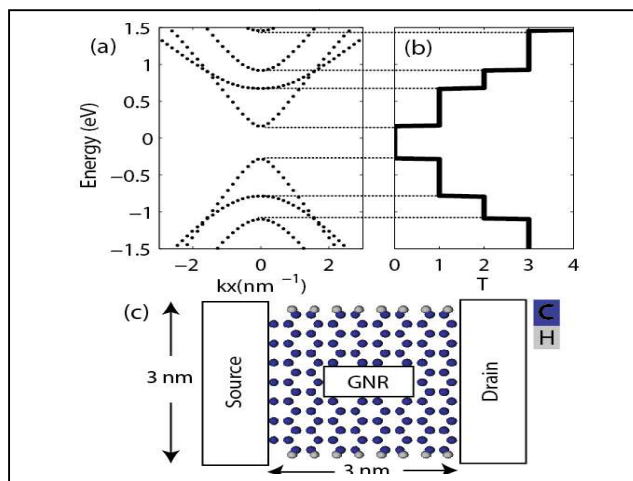 (a)
(b)
1.5
1
0.5
0
−0.5
−1
−1.5
Energy (eV)
−2
0
2
kx(nm ⁻¹)
0
1
2
3
4
T
(c)
C
H
3 nm
Source
GNR
Drain
3 nm